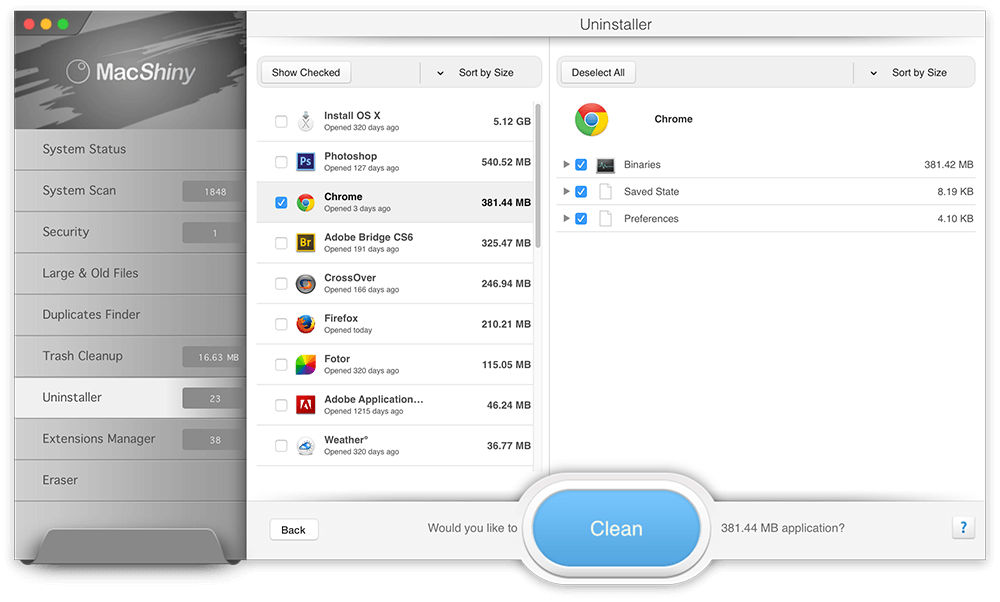 Uninstaller
MacShiny
System Status
System Scan 1848
Security 1
Large & Old Files
Duplicates Finder
Trash Cleanup 16.63 MB
Uninstaller 23
Extensions Manager 38
Eraser
Show Checked Sort by Size
Install OS X
Opened 320 days ago
5.12 GB
Ps
Photoshop
Opened 127 days ago
540.52 MB
Chrome
Opened 3 days ago
381.44 MB
Br
Adobe Bridge CS6
Opened 191 days ago
325.47 MB
CrossOver
Opened 166 days ago
246.94 MB
Firefox
Opened today
210.21 MB
Fotor
Opened 320 days ago
115.05 MB
Adobe Application...
Opened 1215 days ago
46.24 MB
Weather°
Opened 320 days ago
36.77 MB
Deselect All Sort by Size
Chrome
Binaries 381.42 MB
Saved State 8.19 KB
Preferences 4.10 KB
Back Would you like to Clean 381.44 MB application? ?